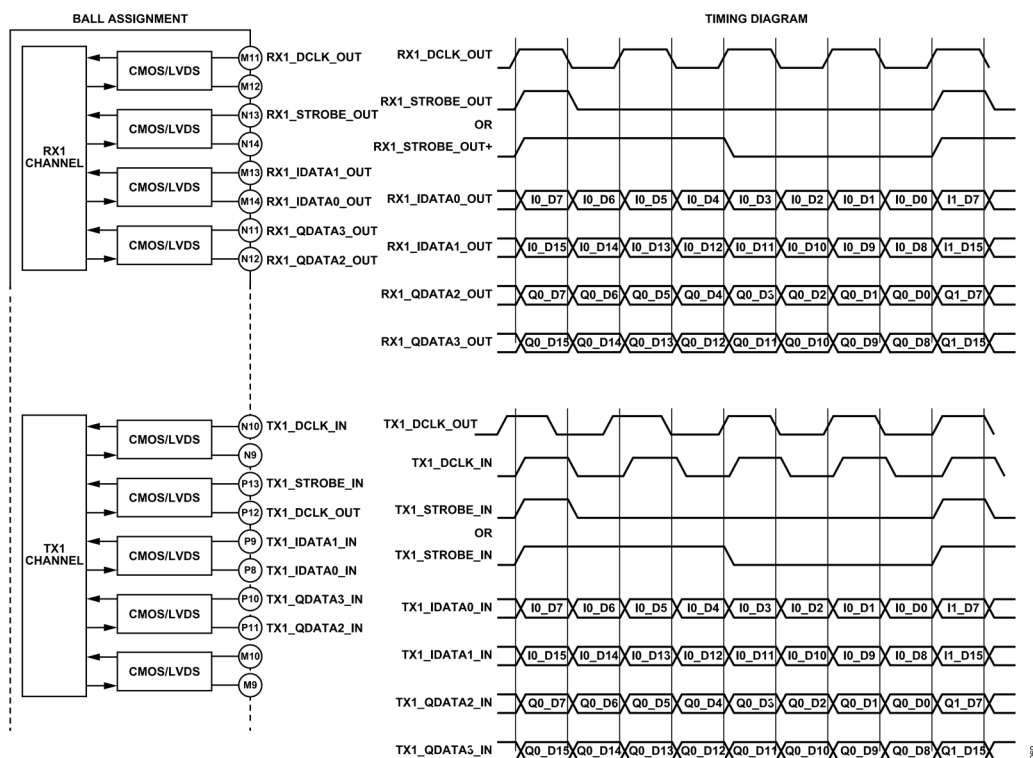 BALL ASSIGNMENT
RX1
CHANNEL
CMOS/LVDS
M11 RX1_DCLK_OUT
M12
CMOS/LVDS
N13 RX1_STROBE_OUT
N14
CMOS/LVDS
M13 RX1_IDATA1_OUT
M14 RX1_IDATA0_OUT
CMOS/LVDS
N11 RX1_QDATA3_OUT
N12 RX1_QDATA2_OUT
TX1
CHANNEL
CMOS/LVDS
N10 TX1_DCLK_IN
N9
CMOS/LVDS
P13 TX1_STROBE_IN
P12 TX1_DCLK_OUT
CMOS/LVDS
P9 TX1_IDATA1_IN
P8 TX1_IDATA0_IN
CMOS/LVDS
P10 TX1_QDATA3_IN
P11 TX1_QDATA2_IN
CMOS/LVDS
M10
M9
TIMING DIAGRAM
RX1_DCLK_OUT
RX1_STROBE_OUT
OR
RX1_STROBE_OUT+
RX1_IDATA0_OUT I0_D7 I0_D6 I0_D5 I0_D4 I0_D3 I0_D2 I0_D1 I0_D0 I1_D7
RX1_IDATA1_OUT I0_D15 I0_D14 I0_D13 I0_D12 I0_D11 I0_D10 I0_D9 I0_D8 I1_D15
RX1_QDATA2_OUT Q0_D7 Q0_D6 Q0_D5 Q0_D4 Q0_D3 Q0_D2 Q0_D1 Q0_D0 Q1_D7
RX1_QDATA3_OUT Q0_D15 Q0_D14 Q0_D13 Q0_D12 Q0_D11 Q0_D10 Q0_D9 Q0_D8 Q1_D15
TX1_DCLK_OUT
TX1_DCLK_IN
TX1_STROBE_IN
OR
TX1_STROBE_IN
TX1_IDATA0_IN I0_D7 I0_D6 I0_D5 I0_D4 I0_D3 I0_D2 I0_D1 I0_D0 I1_D7
TX1_IDATA1_IN I0_D15 I0_D14 I0_D13 I0_D12 I0_D11 I0_D10 I0_D9 I0_D8 I1_D15
TX1_QDATA2_IN Q0_D7 Q0_D6 Q0_D5 Q0_D4 Q0_D3 Q0_D2 Q0_D1 Q0_D0 Q1_D7
TX1_QDATA3_IN Q0_D15 Q0_D14 Q0_D13 Q0_D12 Q0_D11 Q0_D10 Q0_D9 Q0_D8 Q1_D15